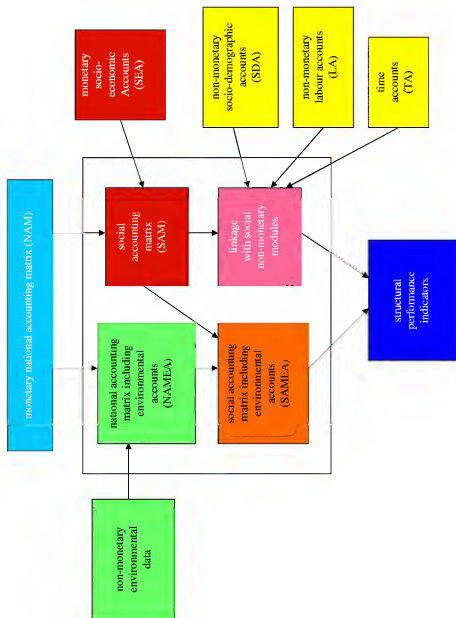 monetary national accounting matrix (NAM)
non-monetary
environmental
data
national accounting
matrix including
environmental
accounts
(NAMEA)
social
accounting
matrix
(SAM)
monetary
socio-
economic
Accounts
(SEA)
social accounting
matrix including
environmental
accounts
(SAMEA)
linkage
with social
non-monetary
modules
non-monetary
socio-demographic
accounts
(SDA)
non-monetary
labour accounts
(LA)
time
accounts
(TA)
structural
performance
indicators